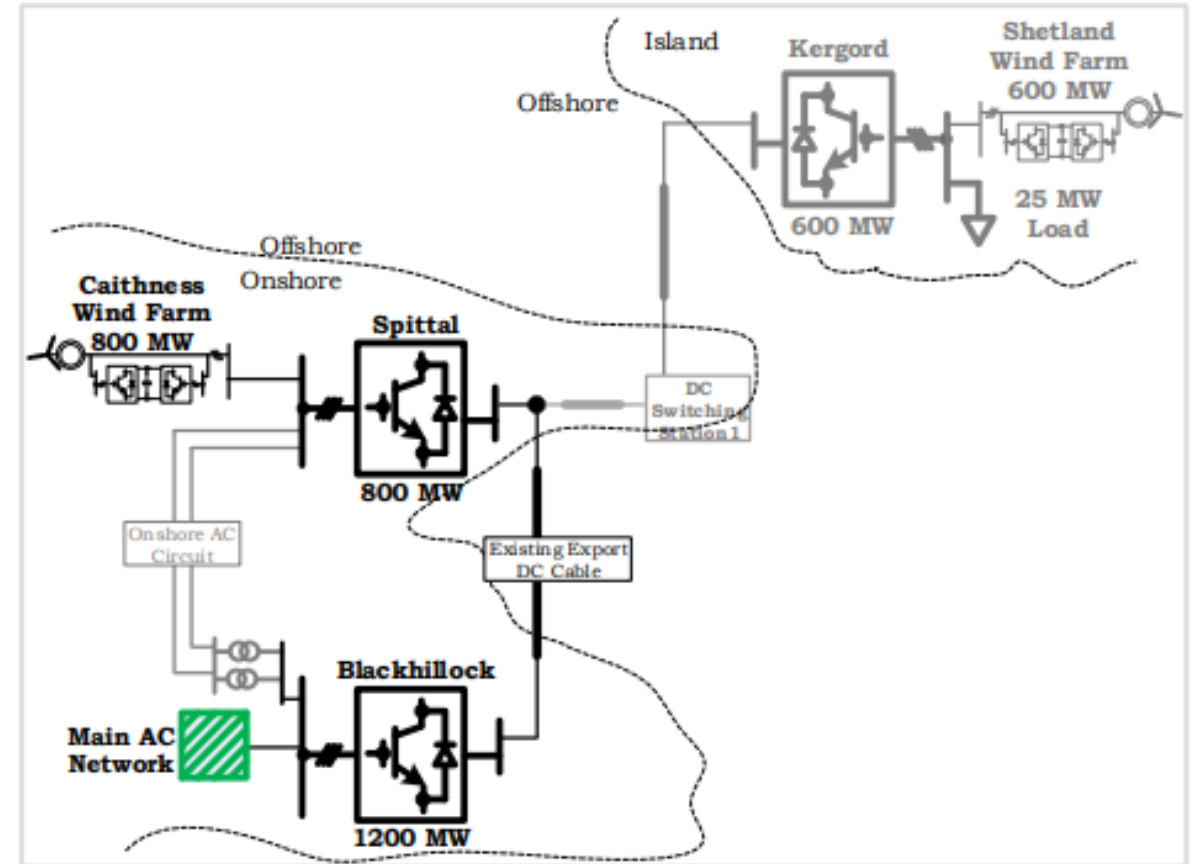 Island
Offshore
Kergord
600 MW
Shetland
Wind Farm
600 MW
25 MW
Load
Offshore
Onshore
Caithness
Wind Farm
800 MW
Spittal
800 MW
DC
Switching
Station 1
Onshore AC
Circuit
Existing Export
DC Cable
Blackhillock
1200 MW
Main AC
Network